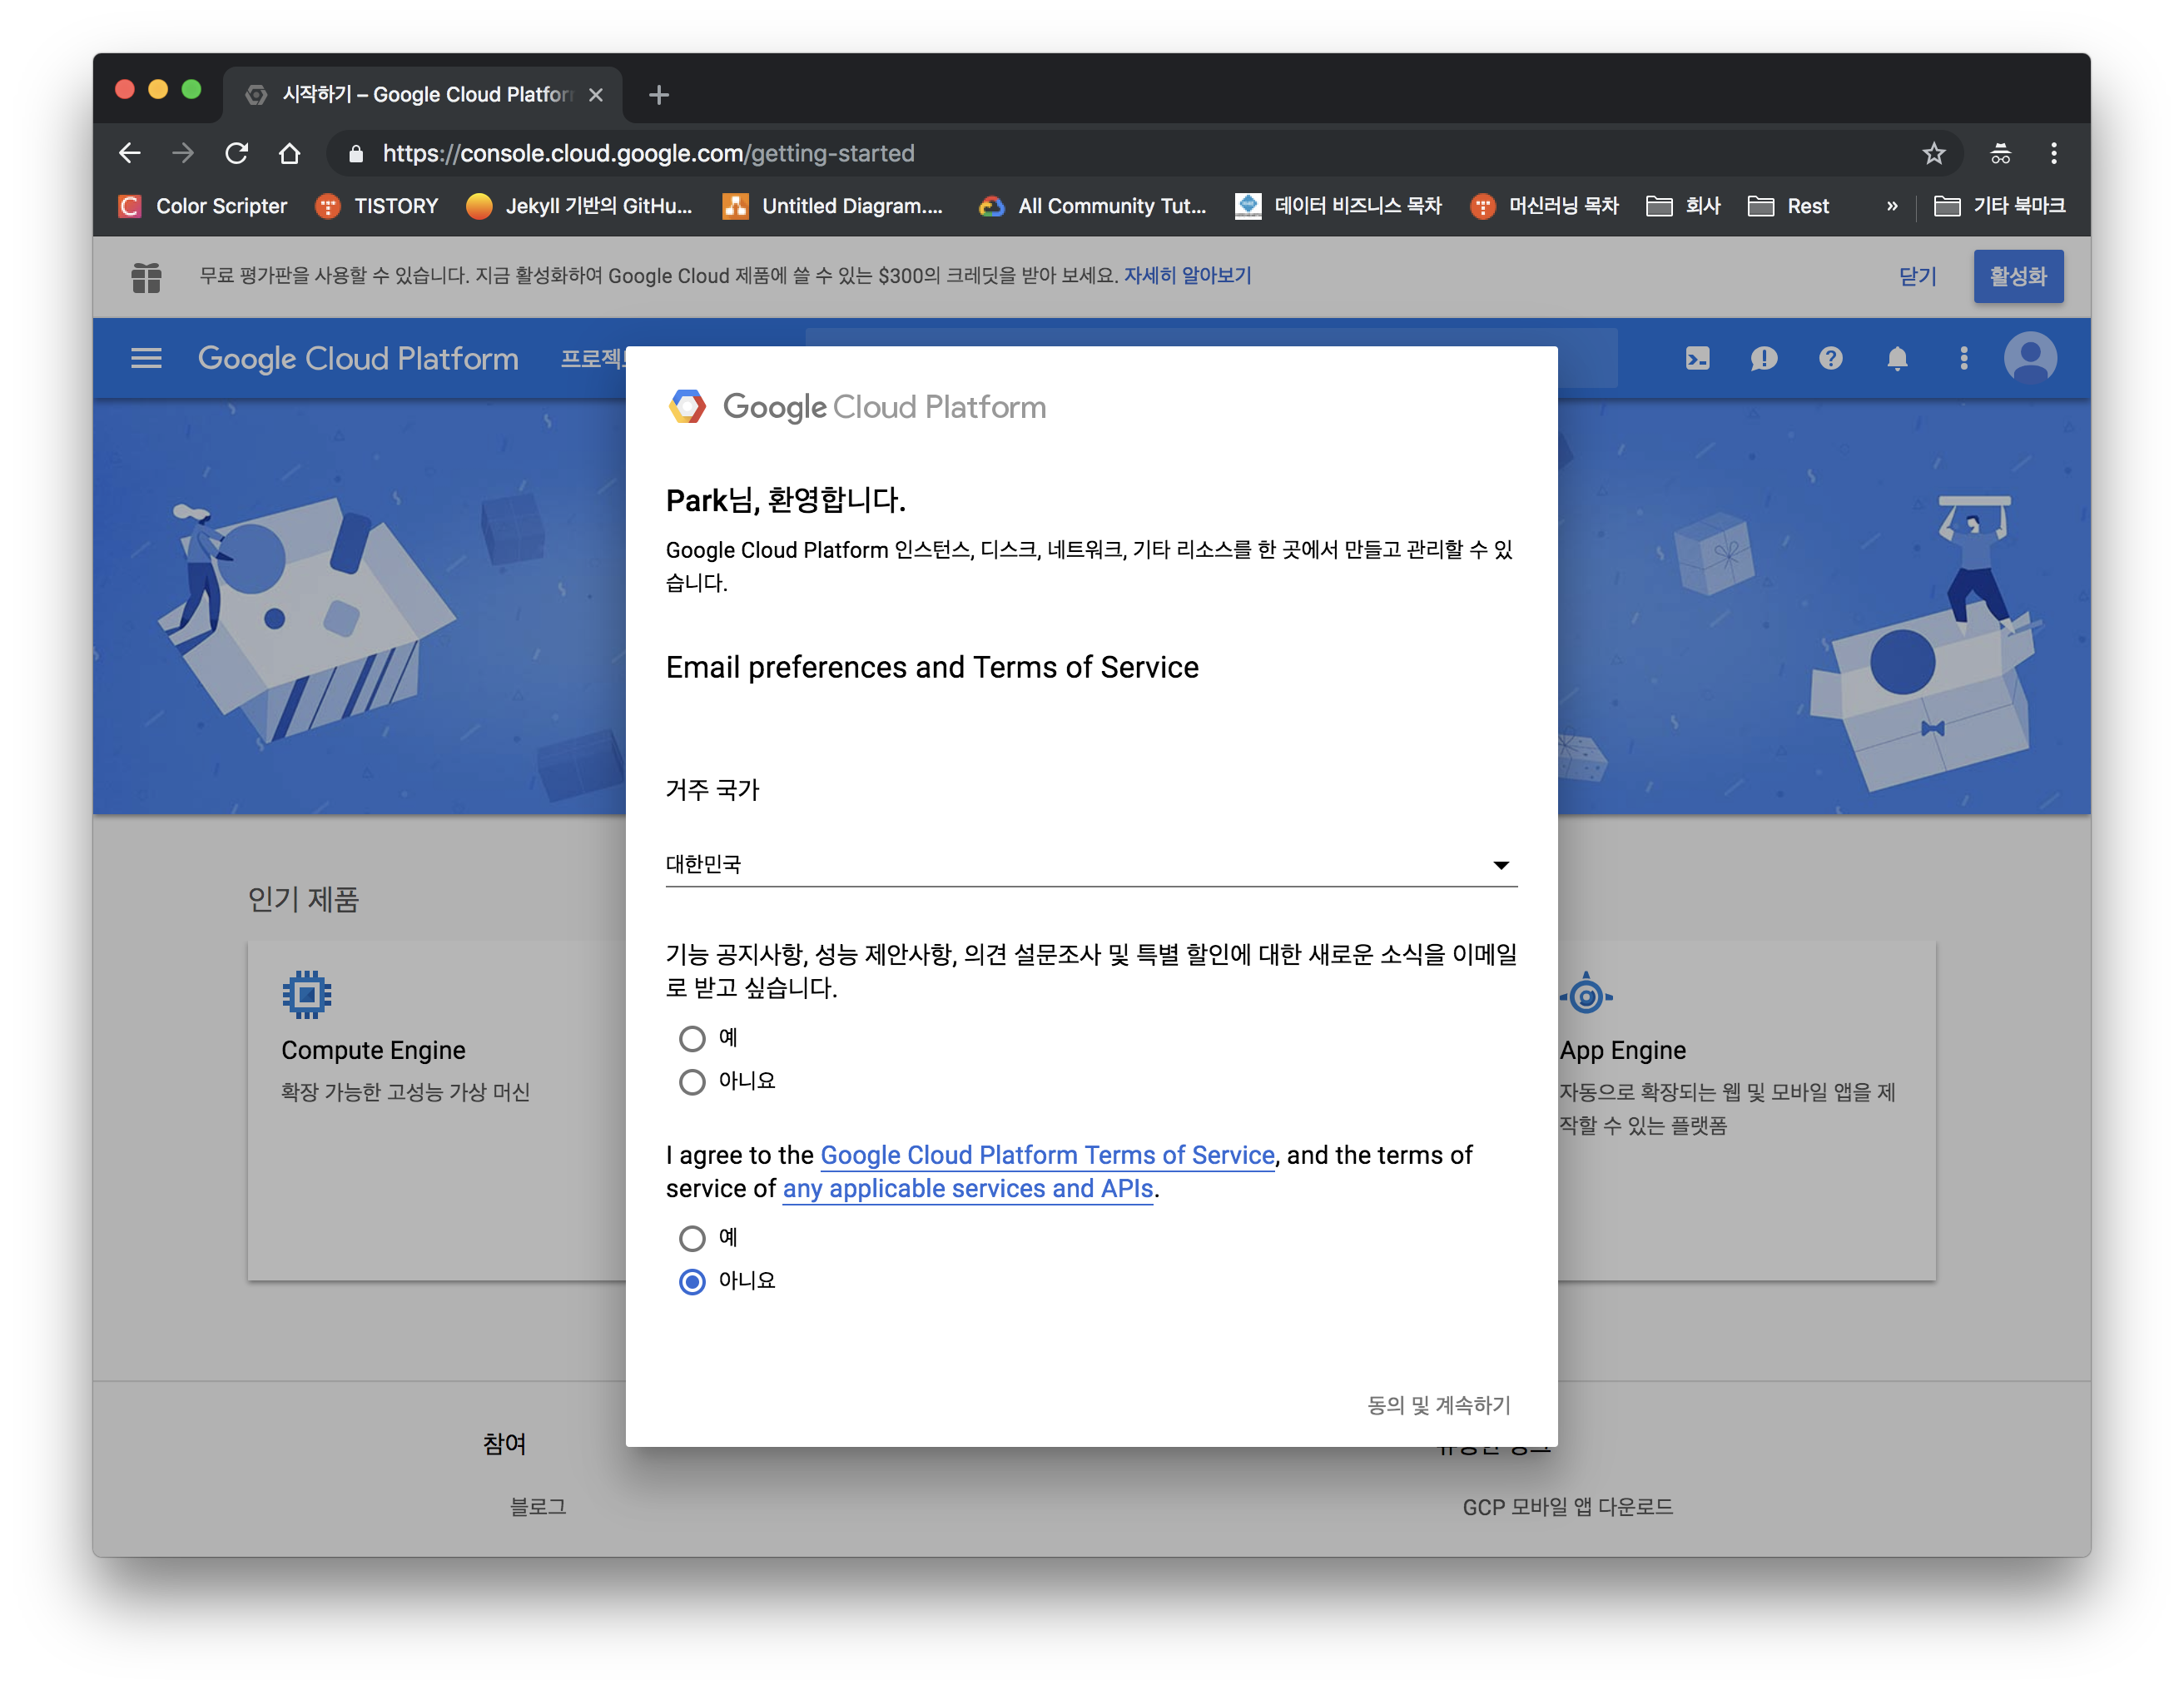 시작하기 – Google Cloud Platform
https://console.cloud.google.com/getting-started
Color Scripter
TISTORY
Jekyll 기반의 GitHu...
Untitled Diagram....
All Community Tut...
데이터 비즈니스 목차
머신러닝 목차
회사
Rest
»
기타 북마크
무료 평가판을 사용할 수 있습니다. 지금 활성화하여 Google Cloud 제품에 쓸 수 있는 $300의 크레딧을 받아 보세요. 자세히 알아보기
닫기
활성화
Google Cloud Platform
프로젝트
Google Cloud Platform
Park님, 환영합니다.
Google Cloud Platform 인스턴스, 디스크, 네트워크, 기타 리소스를 한 곳에서 만들고 관리할 수 있
습니다.
Email preferences and Terms of Service
거주 국가
대한민국
기능 공지사항, 성능 제안사항, 의견 설문조사 및 특별 할인에 대한 새로운 소식을 이메일
로 받고 싶습니다.
예
아니요
I agree to the Google Cloud Platform Terms of Service, and the terms of
service of any applicable services and APIs.
예
아니요
동의 및 계속하기
인기 제품
Compute Engine
확장 가능한 고성능 가상 머신
App Engine
자동으로 확장되는 웹 및 모바일 앱을 제
작할 수 있는 플랫폼
참여
블로그
GCP 모바일 앱 다운로드